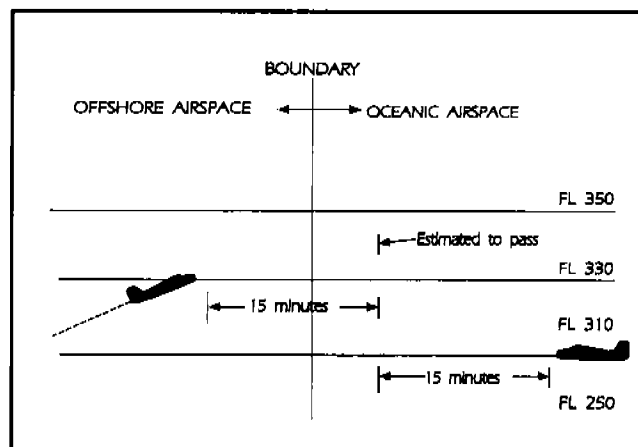 BOUNDARY
OFFSHORE AIRSPACE
OCEANIC AIRSPACE
FL 350
Estimated to pass
FL 330
15 minutes
FL 310
15 minutes
FL 250